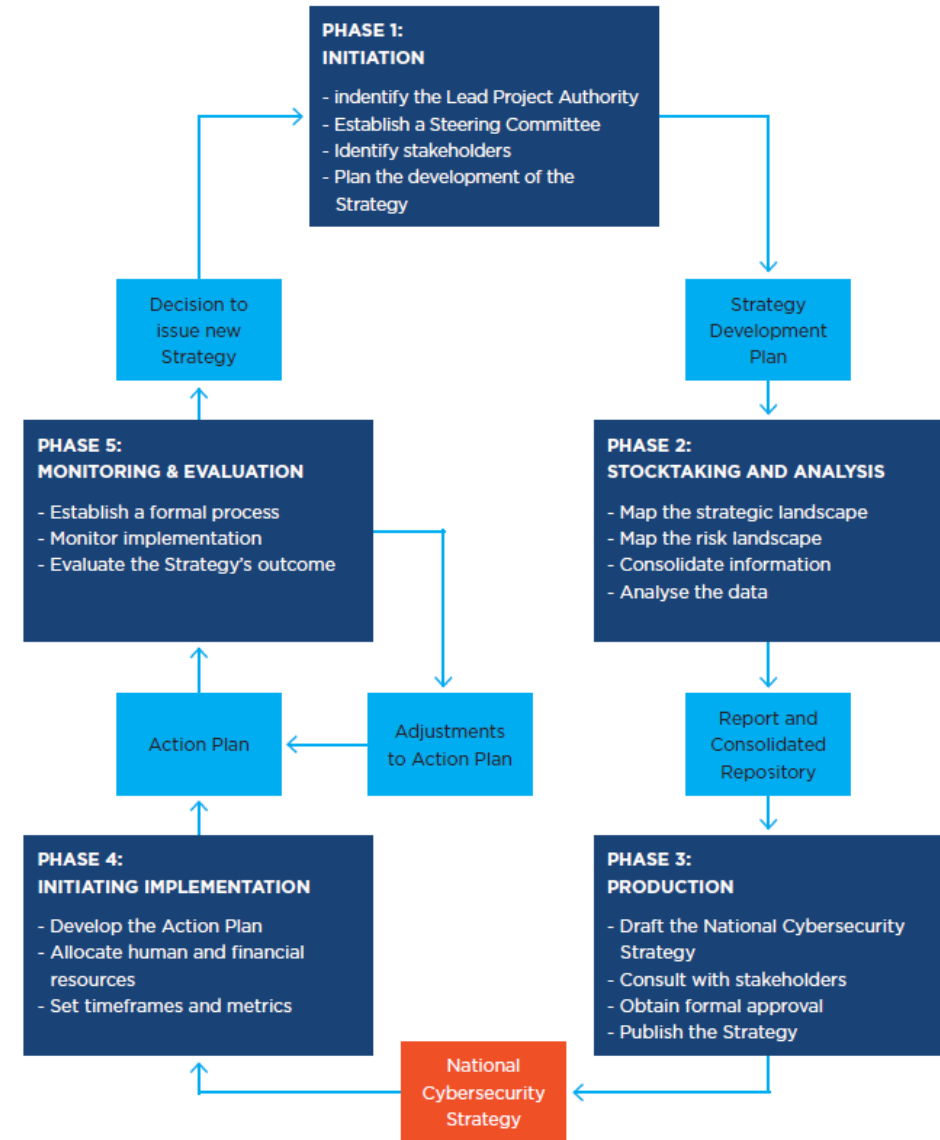 PHASE 1:
INITIATION
- indentify the Lead Project Authority
- Establish a Steering Committee
- Identify stakeholders
- Plan the development of the
Strategy
Decision to
issue new
Strategy
Strategy
Development
Plan
PHASE 5:
MONITORING & EVALUATION
- Establish a formal process
- Monitor implementation
- Evaluate the Strategy's outcome
PHASE 2:
STOCKTAKING AND ANALYSIS
- Map the strategic landscape
- Map the risk landscape
- Consolidate information
- Analyse the data
Action Plan
Adjustments
to Action Plan
Report and
Consolidated
Repository
PHASE 4:
INITIATING IMPLEMENTATION
- Develop the Action Plan
- Allocate human and financial
resources
- Set timeframes and metrics
PHASE 3:
PRODUCTION
- Draft the National Cybersecurity
Strategy
- Consult with stakeholders
- Obtain formal approval
- Publish the Strategy
National
Cybersecurity
Strategy